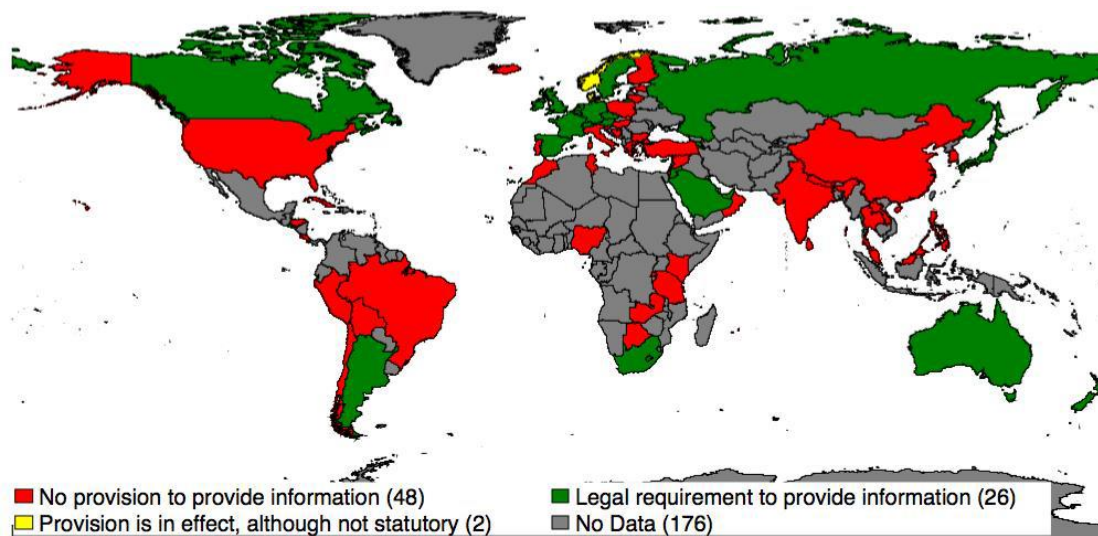 No provision to provide information (48)
Legal requirement to provide information (26)
Provision is in effect, although not statutory (2)
No Data (176)